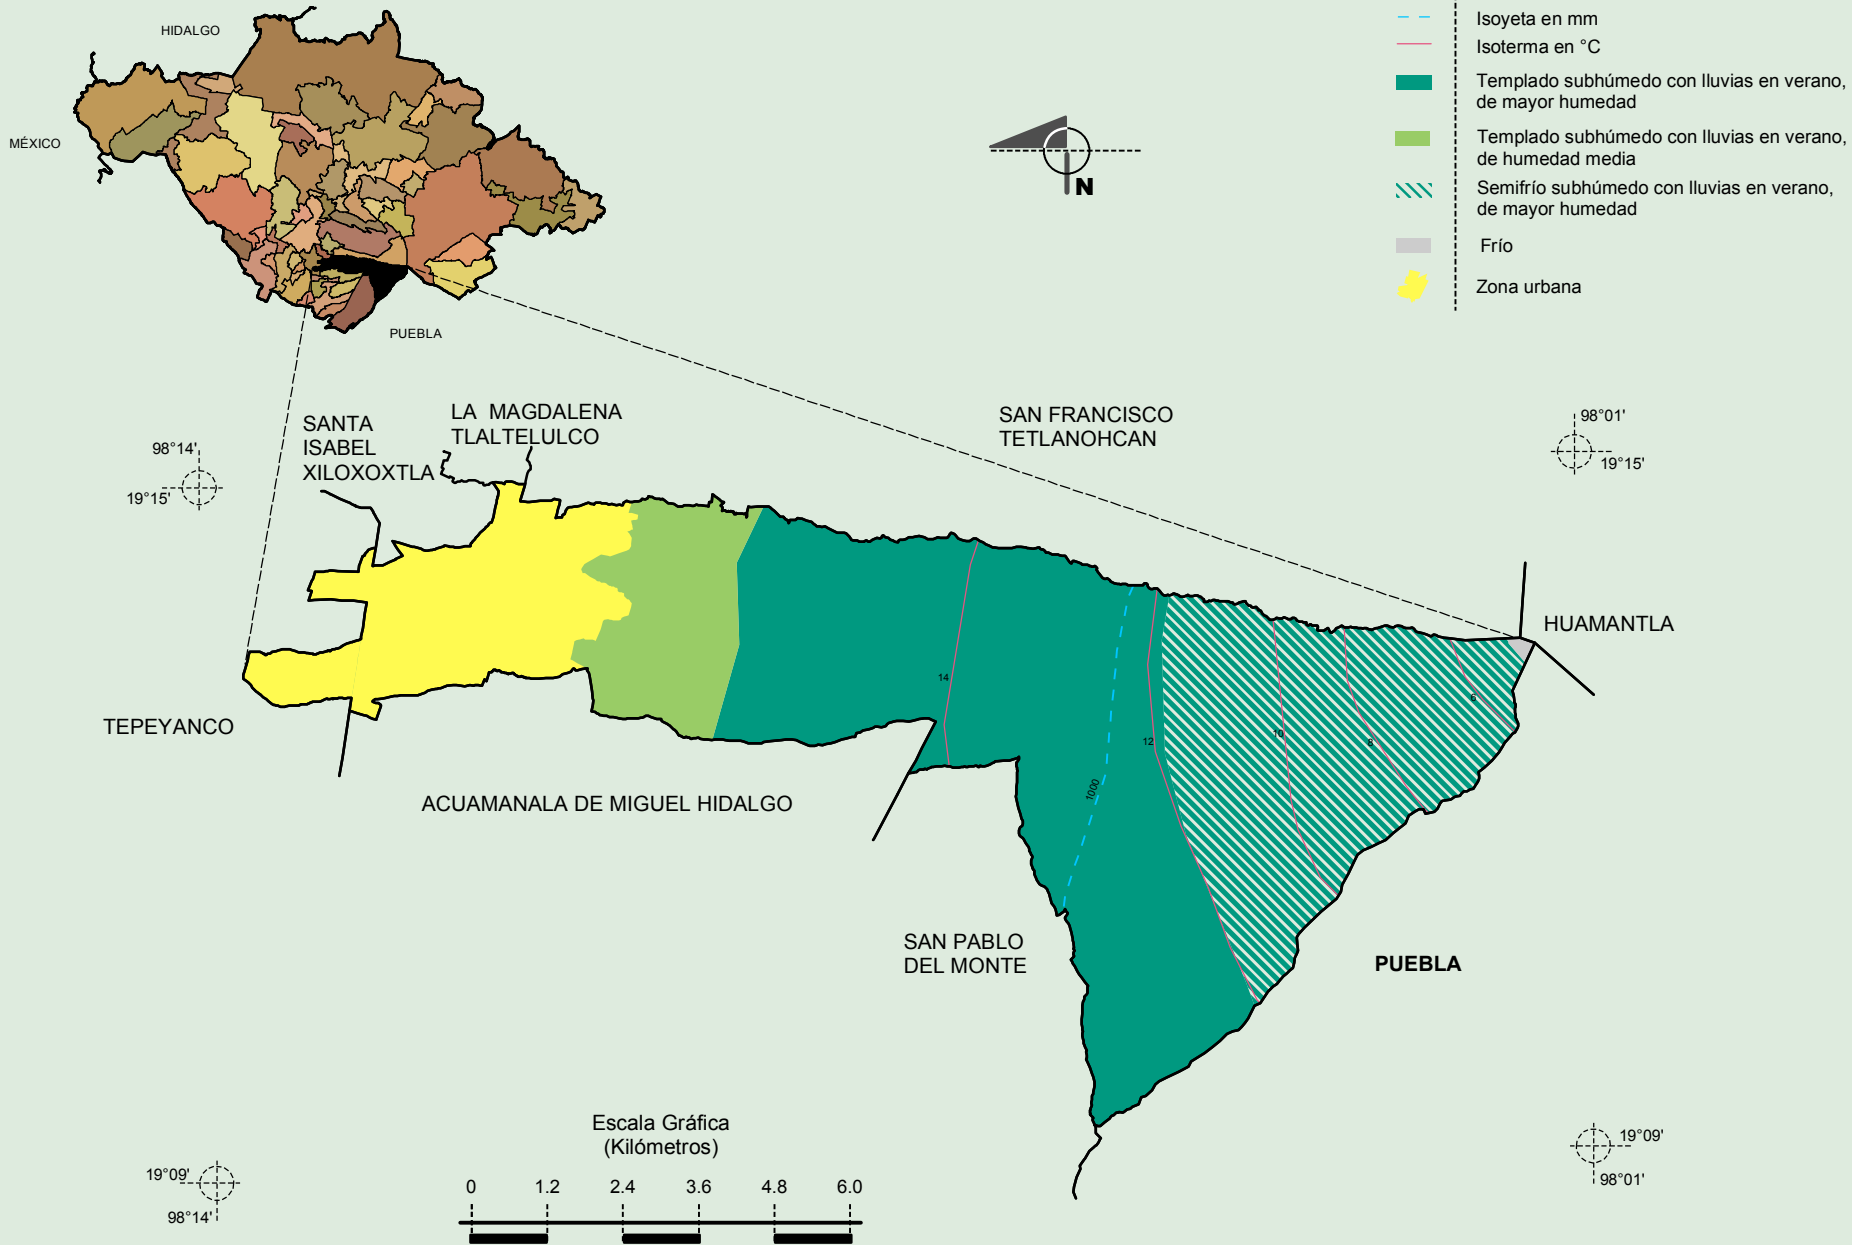 HIDALGO
MÉXICO
PUEBLA
N
Isoyeta en mm
Isoterma en °C
Templado subhúmedo con lluvias en verano,
de mayor humedad
Templado subhúmedo con lluvias en verano,
de humedad media
Semifrío subhúmedo con lluvias en verano,
de mayor humedad
Frío
Zona urbana
98°14'
19°15'
SANTA
ISABEL
XILOXOXTLA
LA MAGDALENA
TLALTELULCO
SAN FRANCISCO
TETLANOHCAN
98°01'
19°15'
HUAMANTLA
TEPEYANCO
14
12
10
8
6
1000
ACUAMANALA DE MIGUEL HIDALGO
SAN PABLO
DEL MONTE
PUEBLA
Escala Gráfica
(Kilómetros)
0 1.2 2.4 3.6 4.8 6.0
19°09'
98°14'
19°09'
98°01'